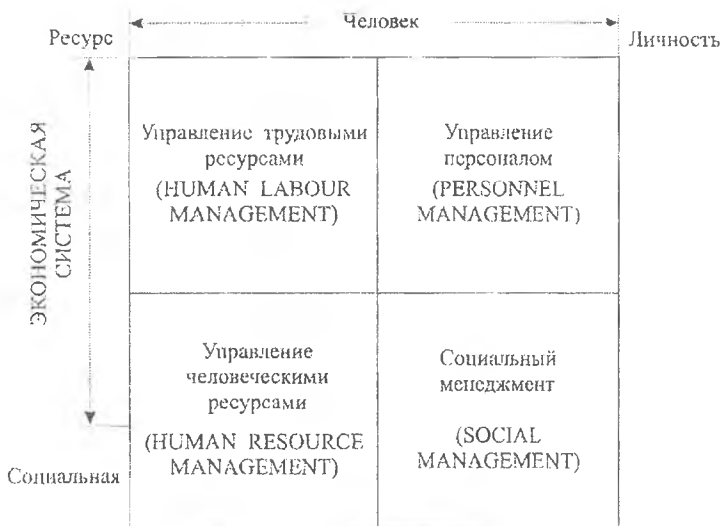 Человек
Ресурс
Личность
ЭКОНОМИЧЕСКАЯ
СИСТЕМА
Управление трудовыми
ресурсами
(HUMAN LABOUR
MANAGEMENT)
Управление
персоналом
(PERSONNEL
MANAGEMENT)
Управление
человеческими
ресурсами
(HUMAN RESOURCE
MANAGEMENT)
Социальный
менеджмент
(SOCIAL
MANAGEMENT)
Социальная